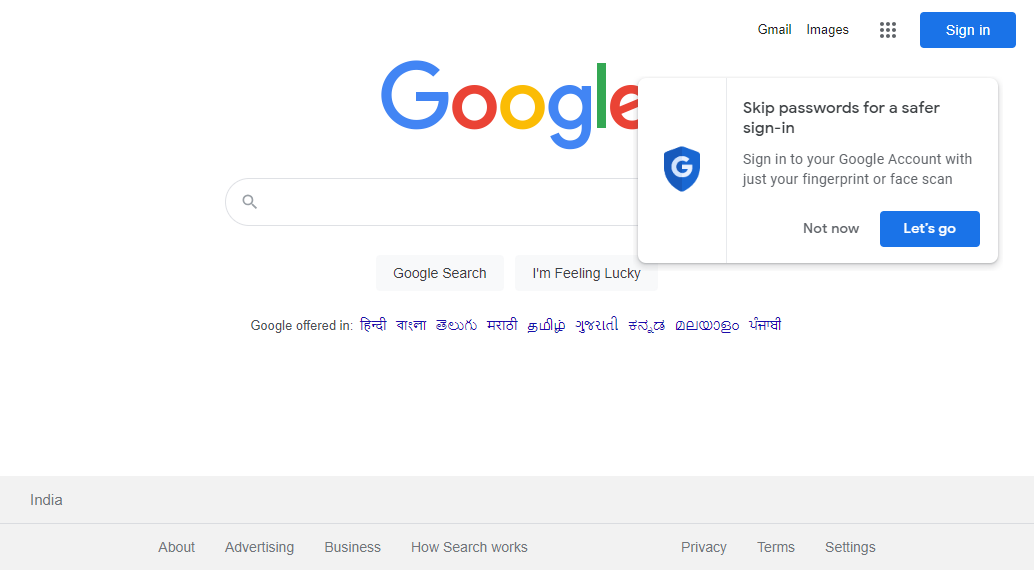 Gmail Images
Sign in
Google
Skip passwords for a safer
sign-in
G
Sign in to your Google Account with
just your fingerprint or face scan
Not now
Let's go
Google Search
I'm Feeling Lucky
Google offered in: हिन्दी বাংলা తెలుగు मराठी தமிழ் ગુજરાતી ಕನ್ನಡ മലയാളം ਪੰਜਾਬੀ
India
About Advertising Business How Search works Privacy Terms Settings